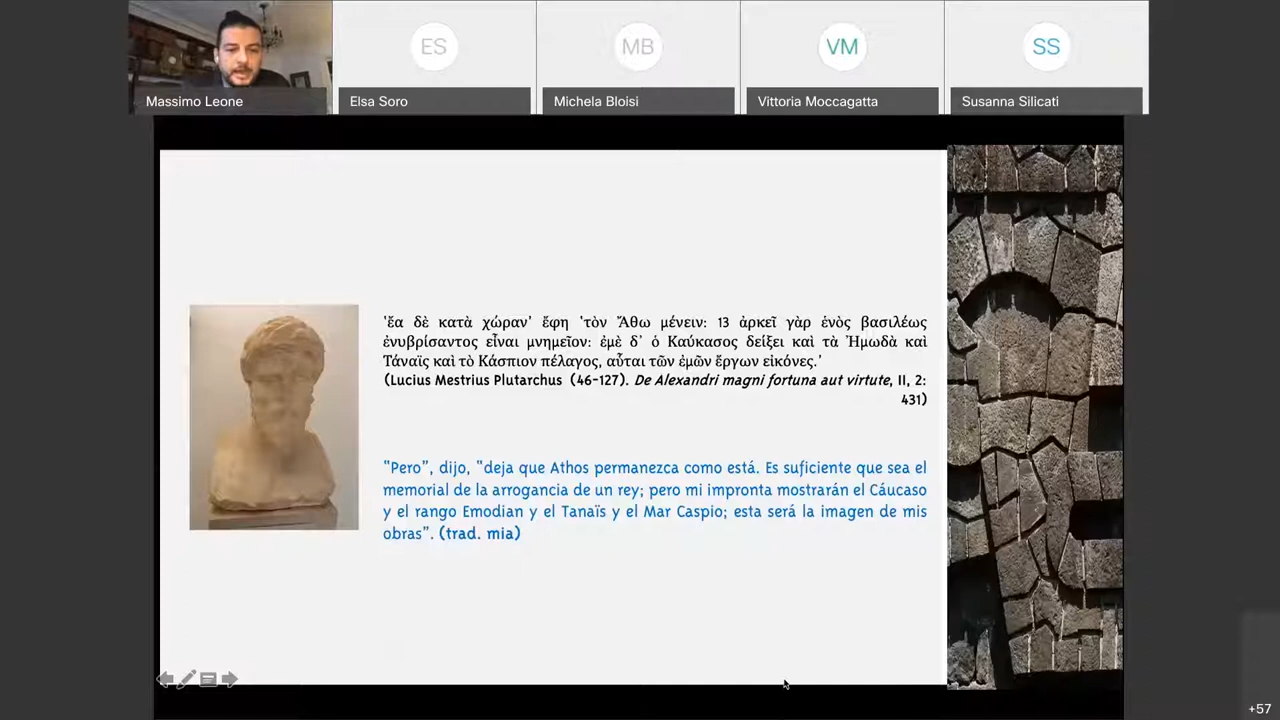 ES
MB
VM
SS
Massimo Leone
Elsa Soro
Michela Bloisi
Vittoria Moccagatta
Susanna Silicati
‘ἔα δὲ κατὰ χώραν’ ἔφη ‘τὸν Ἄθω μένειν: 13 ἀρκεῖ γὰρ ἑνὸς βασιλέως
ἐνυβρίσαντος εἶναι μνημεῖον: ἐμὲ δ᾽ ὁ Καύκασος δείξει καὶ τὰ Ἠμωδὰ καὶ
Τάναϊς καὶ τὸ Κάσπιον πέλαγος, αὗται τῶν ἐμῶν ἔργων εἰκόνες.’
(Lucius Mestrius Plutarchus (46-127). De Alexandri magni fortuna aut virtute, II, 2:
431)
“Pero”, dijo, “deja que Athos permanezca como está. Es suficiente que sea el
memorial de la arrogancia de un rey; pero mi impronta mostrarán el Cáucaso
y el rango Emodian y el Tanaïs y el Mar Caspio; esta será la imagen de mis
obras”. (trad. mia)
+57